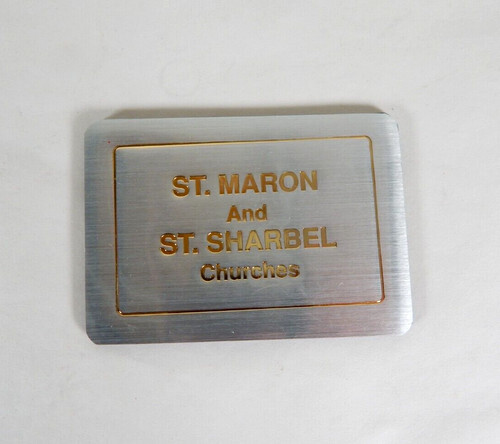 ST. MARON
And
ST. SHARBEL
Churches